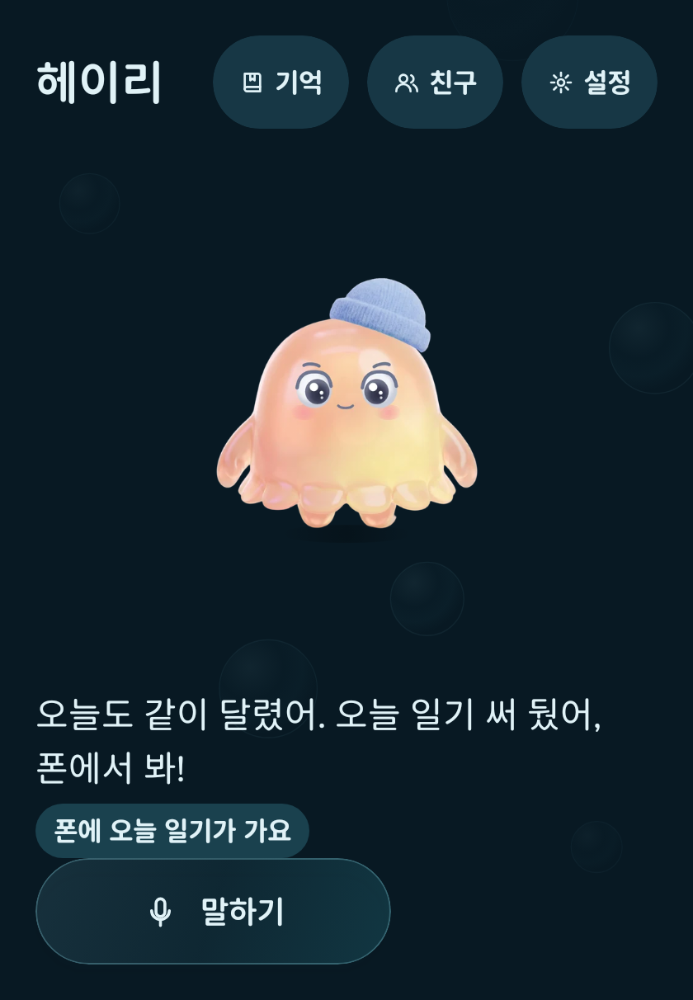 헤이리
기억
친구
설정
오늘도 같이 달렸어. 오늘 일기 써 뒀어,
폰에서 봐!
폰에 오늘 일기가 가요
말하기